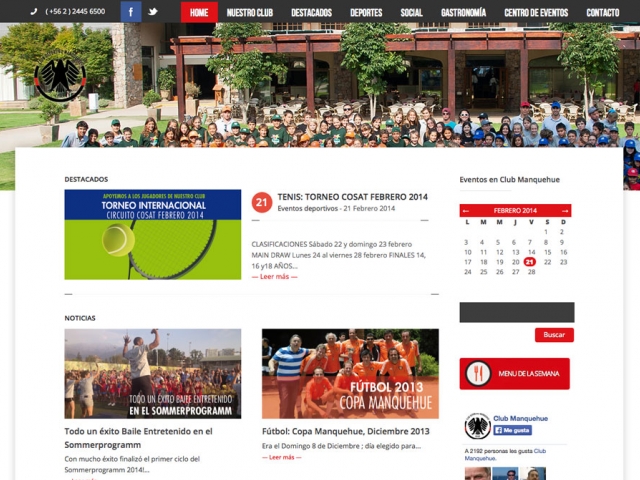 ( +56 2 ) 2445 6500
HOME NUESTRO CLUB DESTACADOS DEPORTES SOCIAL GASTRONOMÍA CENTRO DE EVENTOS CONTACTO
DESTACADOS
APOYEMOS A LOS JUGADORES DE NUESTRO CLUB
TORNEO INTERNACIONAL
CIRCUITO COSAT FEBRERO 2014
21
TENIS: TORNEO COSAT FEBRERO 2014
Eventos deportivos - 21 Febrero 2014
CLASIFICACIONES Sábado 22 y domingo 23 febrero
MAIN DRAW Lunes 24 al viernes 28 febrero FINALES 14,
16 y18 AÑOS...
— Leer más —
Eventos en Club Manquehue
← FEBRERO 2014 →
L M M J V S D
1 2
3 4 5 6 7 8 9
10 11 12 13 14 15 16
17 18 19 20 21 22 23
24 25 26 27 28
Buscar
MENU DE LA SEMANA
Club Manquehue
Me gusta
A 2192 personas les gusta Club
Manquehue.
NOTICIAS
TODO UN ÉXITO BAILE ENTRETENIDO
EN EL SOMMERPROGRAMM
Todo un éxito Baile Entretenido en el
Sommerprogramm
Con mucho éxito finalizó el primer ciclo del
Sommerprogramm 2014!...
FÚTBOL 2013
COPA MANQUEHUE
Fútbol: Copa Manquehue, Diciembre 2013
Era el Domingo 8 de Diciembre ; día elegido para...
— Leer más —